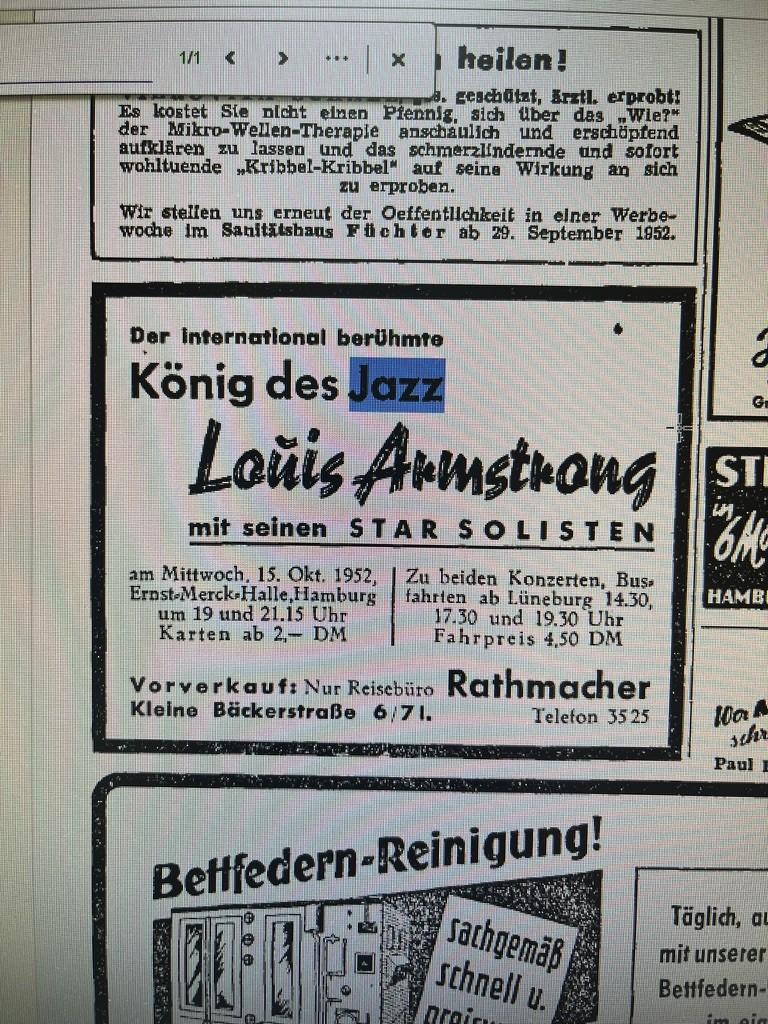 1/1
heilen!
geschützt, ärztl. erprobt!
Es kostet Sie nicht einen Pfennig, sich über das „Wie?"
der Mikro-Wellen-Therapie anschaulich und erschöpfend
aufklären zu lassen und das schmerzlindernde und sofort
wohltuende „Kribbel-Kribbel" auf seine Wirkung an sich
zu erproben.
Wir stellen uns erneut der Oeffentlichkeit in einer Werbe-
woche im Sanitätshaus Füchter ab 29. September 1952.
Der international berühmte
König des Jazz
Louis Armstrong
mit seinen STAR SOLISTEN
am Mittwoch, 15. Okt. 1952,
Ernst-Merck-Halle, Hamburg
um 19 und 21.15 Uhr
Karten ab 2,— DM
Zu beiden Konzerten, Bus-
fahrten ab Lüneburg 14.30,
17.30 und 19.30 Uhr
Fahrpreis 4,50 DM
Vorverkauf: Nur Reisebüro Rathmacher
Kleine Bäckerstraße 6/7 I. Telefon 35 25
in
HAMB
Paul
Bettfedern-Reinigung!
sachgemäß
schnell u.
Täglich,
mit unserer
Bettfedern-